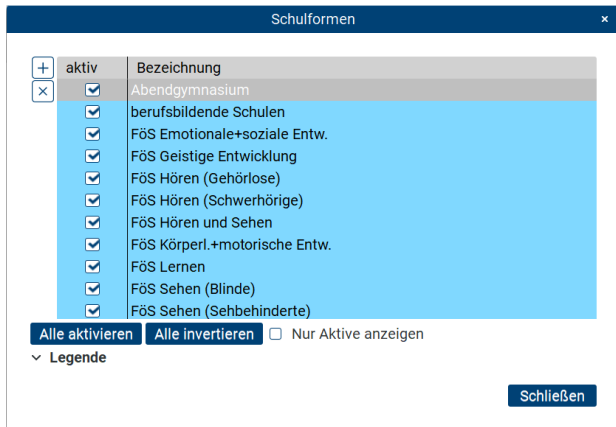 Schulformen ×
+ aktiv Bezeichnung
× Abendgymnasium
berufsbildende Schulen
FöS Emotionale+soziale Entw.
FöS Geistige Entwicklung
FöS Hören (Gehörlose)
FöS Hören (Schwerhörige)
FöS Hören und Sehen
FöS Körperl.+motorische Entw.
FöS Lernen
FöS Sehen (Blinde)
FöS Sehen (Sehbehinderte)
Alle aktivieren Alle invertieren Nur Aktive anzeigen
Legende
Schließen